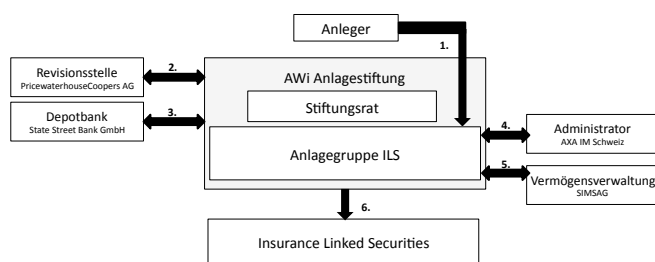 Anleger
1.
Revisionsstelle
PricewaterhouseCoopers AG
2.
AWi Anlagestiftung
Stiftungsrat
Depotbank
State Street Bank GmbH
3.
Anlagegruppe ILS
4.
Administrator
AXA IM Schweiz
5.
Vermögensverwaltung
SIMSAG
6.
Insurance Linked Securities